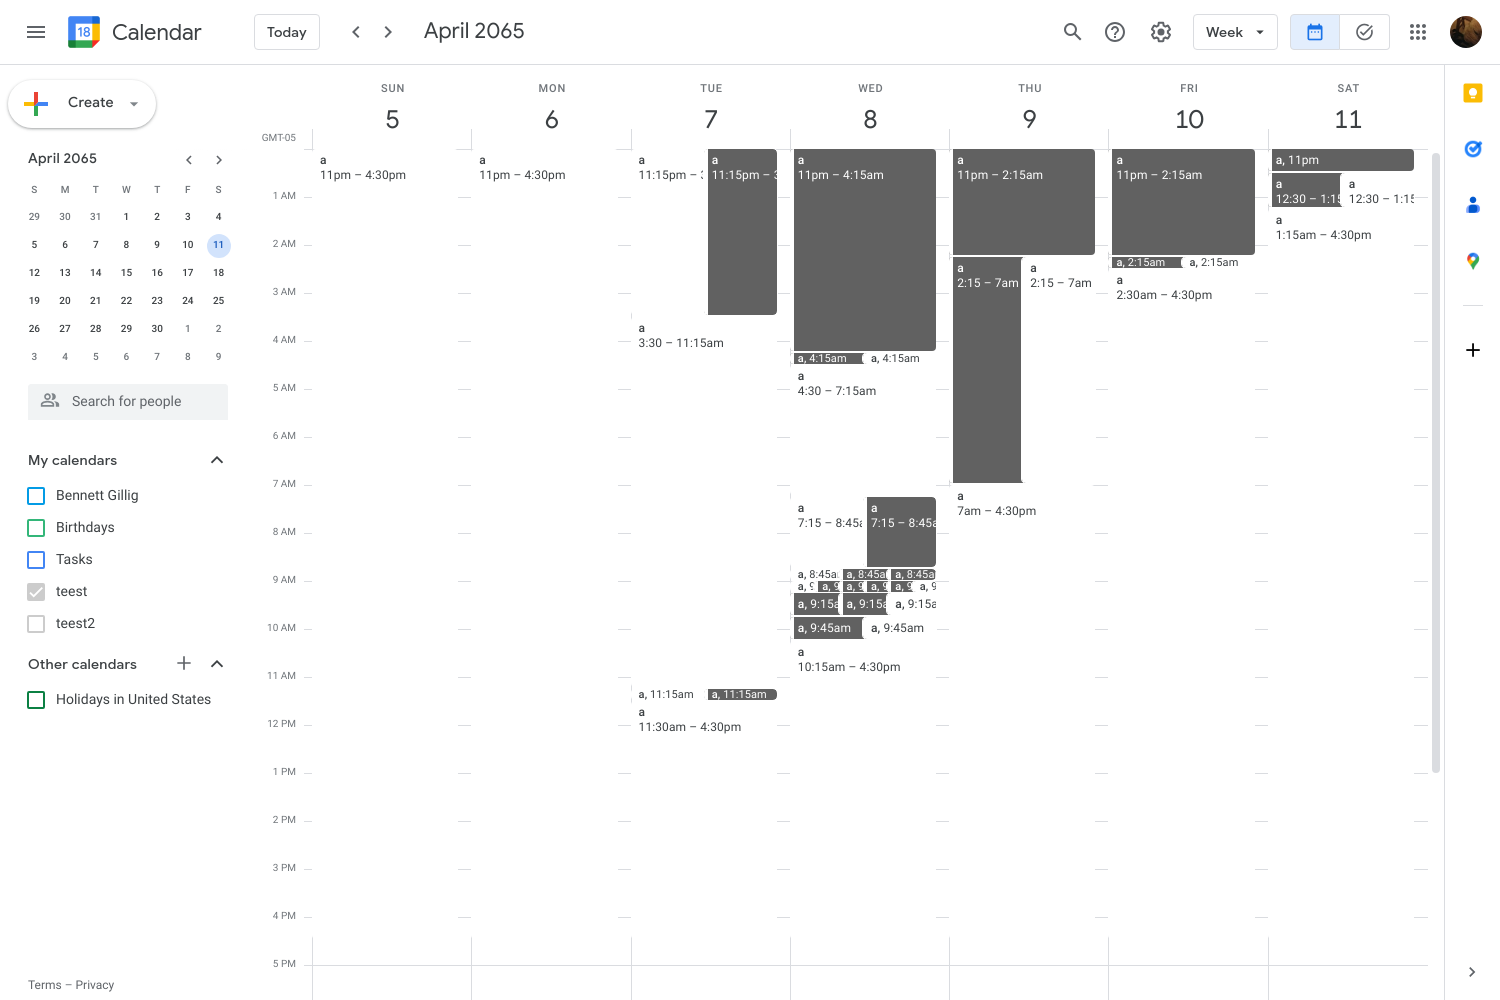 18 Calendar Today April 2065 Week
Create
April 2065
S M T W T F S
29 30 31 1 2 3 4
5 6 7 8 9 10 11
12 13 14 15 16 17 18
19 20 21 22 23 24 25
26 27 28 29 30 1 2
3 4 5 6 7 8 9
Search for people
My calendars
Bennett Gillig
Birthdays
Tasks
teest
teest2
Other calendars
Holidays in United States
Terms – Privacy
SUN MON TUE WED THU FRI SAT
5 6 7 8 9 10 11
GMT-05
1 AM
2 AM
3 AM
4 AM
5 AM
6 AM
7 AM
8 AM
9 AM
10 AM
11 AM
12 PM
1 PM
2 PM
3 PM
4 PM
5 PM
a
11pm – 4:30pm
a
11pm – 4:30pm
a
11:15pm – 3
a
11:15pm – 3
a
3:30 – 11:15am
a, 11:15am
a, 11:15am
a
11:30am – 4:30pm
a
11pm – 4:15am
a, 4:15am
a, 4:15am
a
4:30 – 7:15am
a
7:15 – 8:45a
a
7:15 – 8:45a
a, 8:45a
a, 8:45a
a, 8:45a
a, 9
a, 9
a, 9
a, 9
a, 9
a, 9
a, 9:15a
a, 9:15a
a, 9:15a
a, 9:45am
a, 9:45am
a
10:15am – 4:30pm
a
11pm – 2:15am
a
2:15 – 7am
a
2:15 – 7am
a
7am – 4:30pm
a
11pm – 2:15am
a, 2:15am
a, 2:15am
a
2:30am – 4:30pm
a, 11pm
a
12:30 – 1:15
a
12:30 – 1:15
a
1:15am – 4:30pm